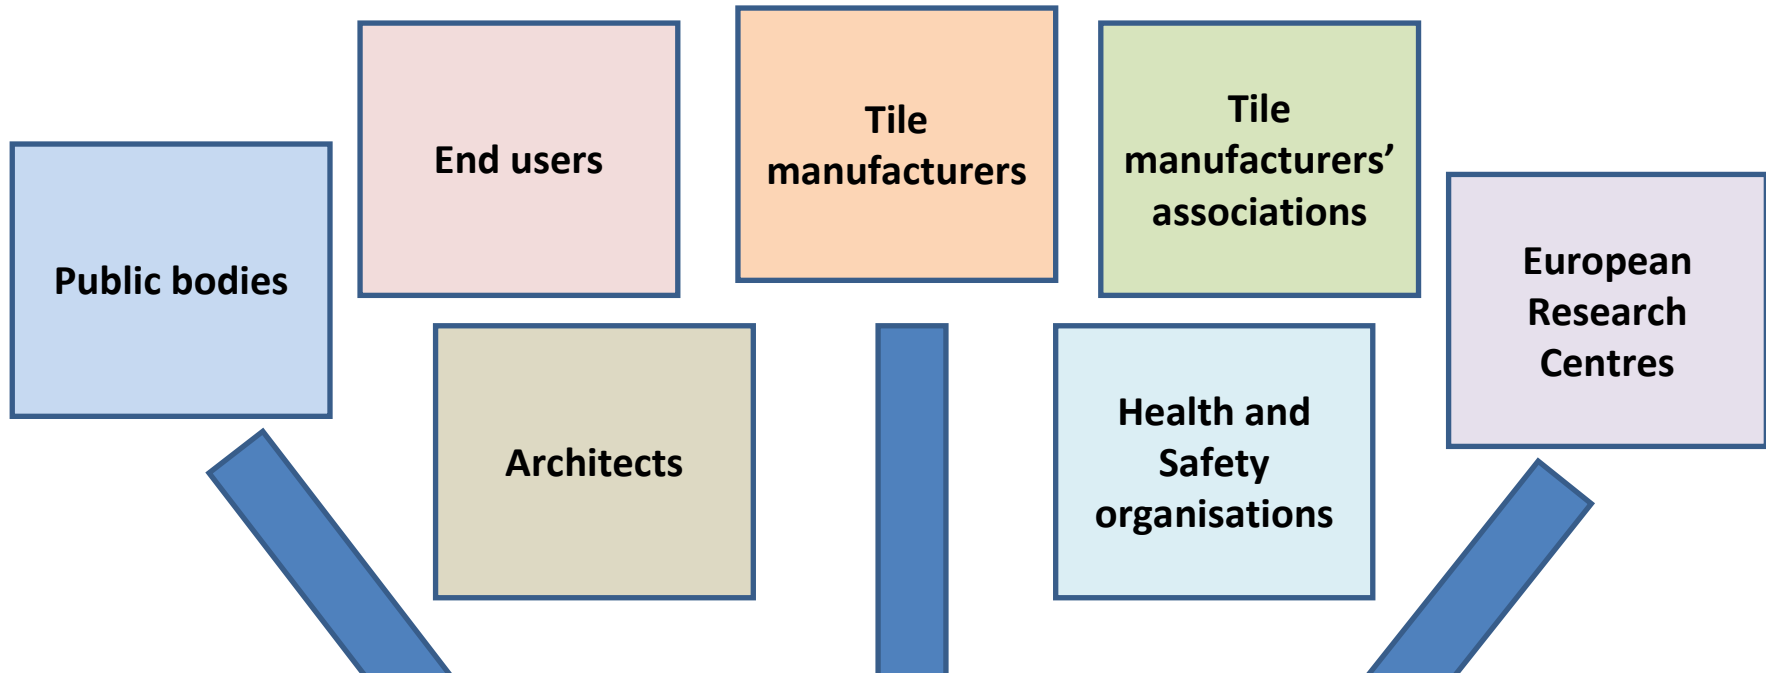 Public bodies
End users
Tile
manufacturers
Tile
manufacturers’
associations
European
Research
Centres
Architects
Health and
Safety
organisations